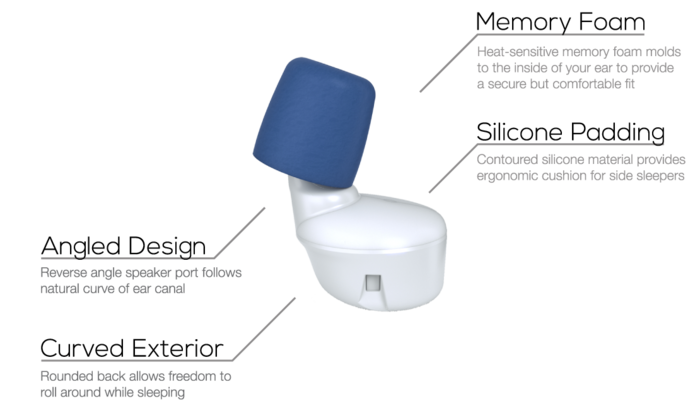 Memory Foam
Heat-sensitive memory foam molds
to the inside of your ear to provide
a secure but comfortable fit
Silicone Padding
Contoured silicone material provides
ergonomic cushion for side sleepers
Angled Design
Reverse angle speaker port follows
natural curve of ear canal
Curved Exterior
Rounded back allows freedom to
roll around while sleeping